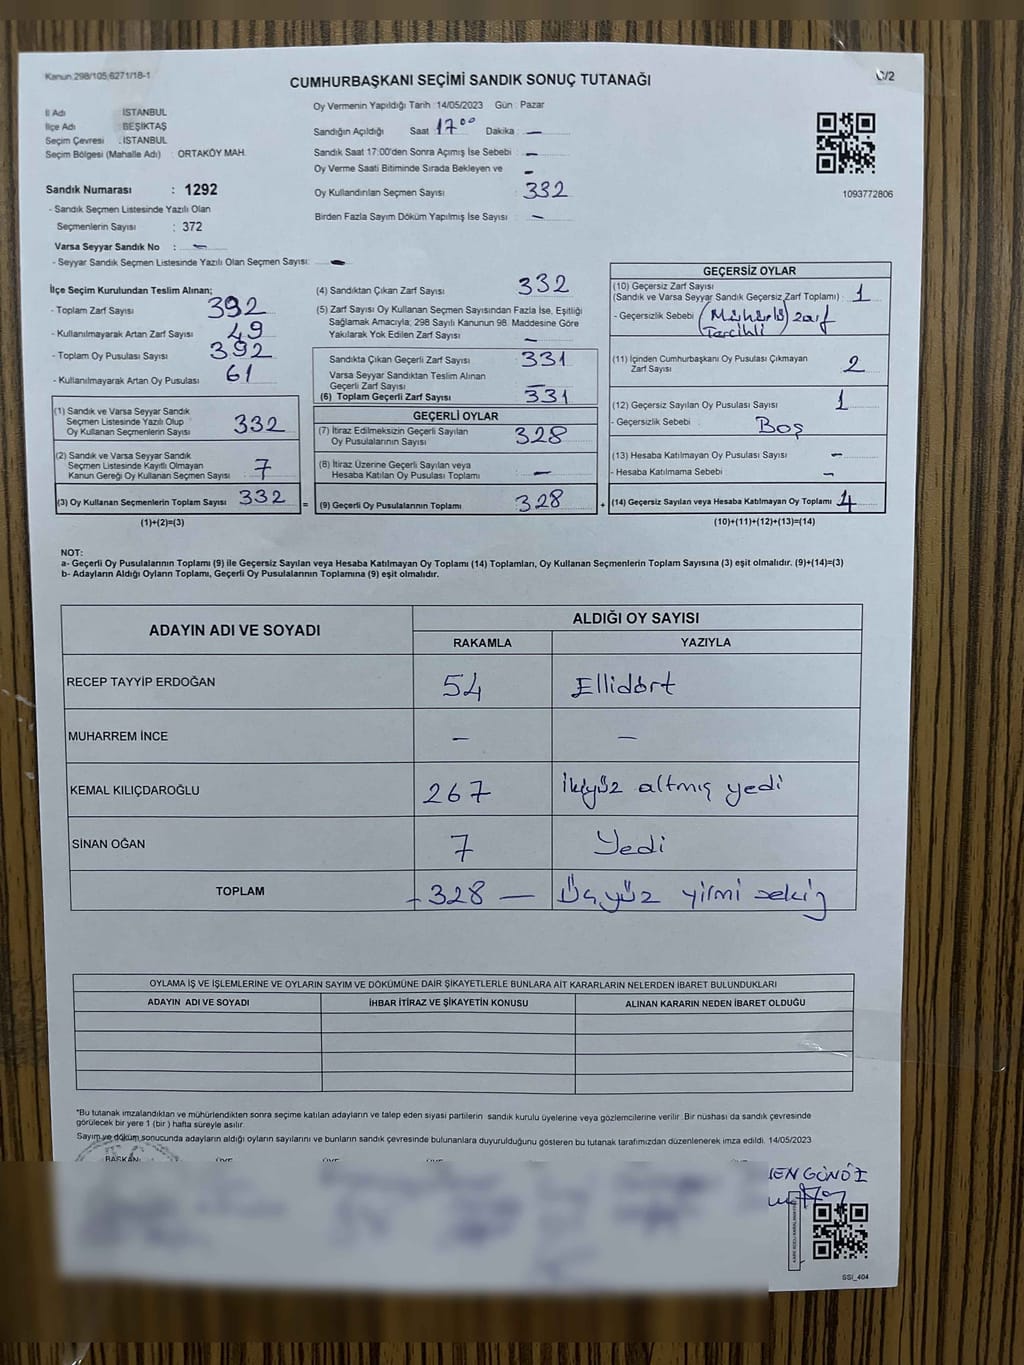 Kanun.298/105;6271/18-1
CUMHURBAŞKANI SEÇİMİ SANDIK SONUÇ TUTANAĞI
C/2
İl Adı : İSTANBUL
İlçe Adı : BEŞİKTAŞ
Seçim Çevresi : İSTANBUL
Seçim Bölgesi (Mahalle Adı) : ORTAKÖY MAH.
Sandık Numarası : 1292
- Sandık Seçmen Listesinde Yazılı Olan
Seçmenlerin Sayısı : 372
Varsa Seyyar Sandık No : —
- Seyyar Sandık Seçmen Listesinde Yazılı Olan Seçmen Sayısı: —
Oy Vermenin Yapıldığı Tarih :14/05/2023 Gün : Pazar
Sandığın Açıldığı Saat 17:00 Dakika : —
Sandık Saat 17:00'den Sonra Açımış İse Sebebi : —
Oy Verme Saati Bitiminde Sırada Bekleyen ve —
Oy Kullandırılan Seçmen Sayısı : 332
Birden Fazla Sayım Döküm Yapılmış İse Sayısı : —
1093772806
İlçe Seçim Kurulundan Teslim Alınan;
- Toplam Zarf Sayısı : 392
- Kullanılmayarak Artan Zarf Sayısı : 49
- Toplam Oy Pusulası Sayısı : 392
- Kullanılmayarak Artan Oy Pusulası : 61
(1) Sandık ve Varsa Seyyar Sandık
Seçmen Listesinde Yazılı Olup
Oy Kullanan Seçmenlerin Sayısı : 332
(2) Sandık ve Varsa Seyyar Sandık
Seçmen Listesinde Kayıtlı Olmayan
Kanun Gereği Oy Kullanan Seçmen Sayısı : 7
(3) Oy Kullanan Seçmenlerin Toplam Sayısı : 332
(1)+(2)=(3)
(4) Sandıktan Çıkan Zarf Sayısı : 332
(5) Zarf Sayısı Oy Kullanan Seçmen Sayısından Fazla İse, Eşitliği
Sağlamak Amacıyla; 298 Sayılı Kanunun 98. Maddesine Göre
Yakılarak Yok Edilen Zarf Sayısı : —
Sandıkta Çıkan Geçerli Zarf Sayısı : 331
Varsa Seyyar Sandıktan Teslim Alınan
Geçerli Zarf Sayısı : —
(6) Toplam Geçerli Zarf Sayısı : 331
GEÇERLİ OYLAR
(7) İtiraz Edilmeksizin Geçerli Sayılan
Oy Pusulalarının Sayısı : 328
(8) İtiraz Üzerine Geçerli Sayılan veya
Hesaba Katılan Oy Pusulası Toplamı : —
= (9) Geçerli Oy Pusulalarının Toplamı : 328 +
GEÇERSİZ OYLAR
(10) Geçersiz Zarf Sayısı
(Sandık ve Varsa Seyyar Sandık Geçersiz Zarf Toplamı) : 1
- Geçersizlik Sebebi : (Mühürlü) zarf
Tercihli
(11) İçinden Cumhurbaşkanı Oy Pusulası Çıkmayan
Zarf Sayısı : 2
(12) Geçersiz Sayılan Oy Pusulası Sayısı : 1
- Geçersizlik Sebebi : Boş
(13) Hesaba Katılmayan Oy Pusulası Sayısı : —
- Hesaba Katılmama Sebebi : —
(14) Geçersiz Sayılan veya Hesaba Katılmayan Oy Toplamı : 4
(10)+(11)+(12)+(13)=(14)
NOT:
a- Geçerli Oy Pusulalarının Toplamı (9) ile Geçersiz Sayılan veya Hesaba Katılmayan Oy Toplamı (14) Toplamları, Oy Kullanan Seçmenlerin Toplam Sayısına (3) eşit olmalıdır. (9)+(14)=(3)
b- Adayların Aldığı Oyların Toplamı, Geçerli Oy Pusulalarının Toplamına (9) eşit olmalıdır.
ADAYIN ADI VE SOYADI ALDIĞI OY SAYISI
RAKAMLA YAZIYLA
RECEP TAYYİP ERDOĞAN 54 Ellidört
MUHARREM İNCE — —
KEMAL KILIÇDAROĞLU 267 İkiyüz altmış yedi
SİNAN OĞAN 7 Yedi
TOPLAM - 328 — Üçyüz yirmi sekiz
OYLAMA İŞ VE İŞLEMLERİNE VE OYLARIN SAYIM VE DÖKÜMÜNE DAİR ŞİKAYETLERLE BUNLARA AİT KARARLARIN NELERDEN İBARET BULUNDUKLARI
ADAYIN ADI VE SOYADI İHBAR İTİRAZ VE ŞİKAYETİN KONUSU ALINAN KARARIN NEDEN İBARET OLDUĞU
*Bu tutanak imzalandıktan ve mühürlendikten sonra seçime katılan adayların ve talep eden siyasi partilerin sandık kurulu üyelerine veya gözlemcilerine verilir. Bir nüshası da sandık çevresinde
görülecek bir yere 1 (bir ) hafta süreyle asılır.
Sayım ve döküm sonucunda adayların aldığı oyların sayılarını ve bunların sandık çevresinde bulunanlara duyurulduğunu gösteren bu tutanak tarafımızdan düzenlenerek imza edildi. 14/05/2023
BAŞKAN
SSI_404